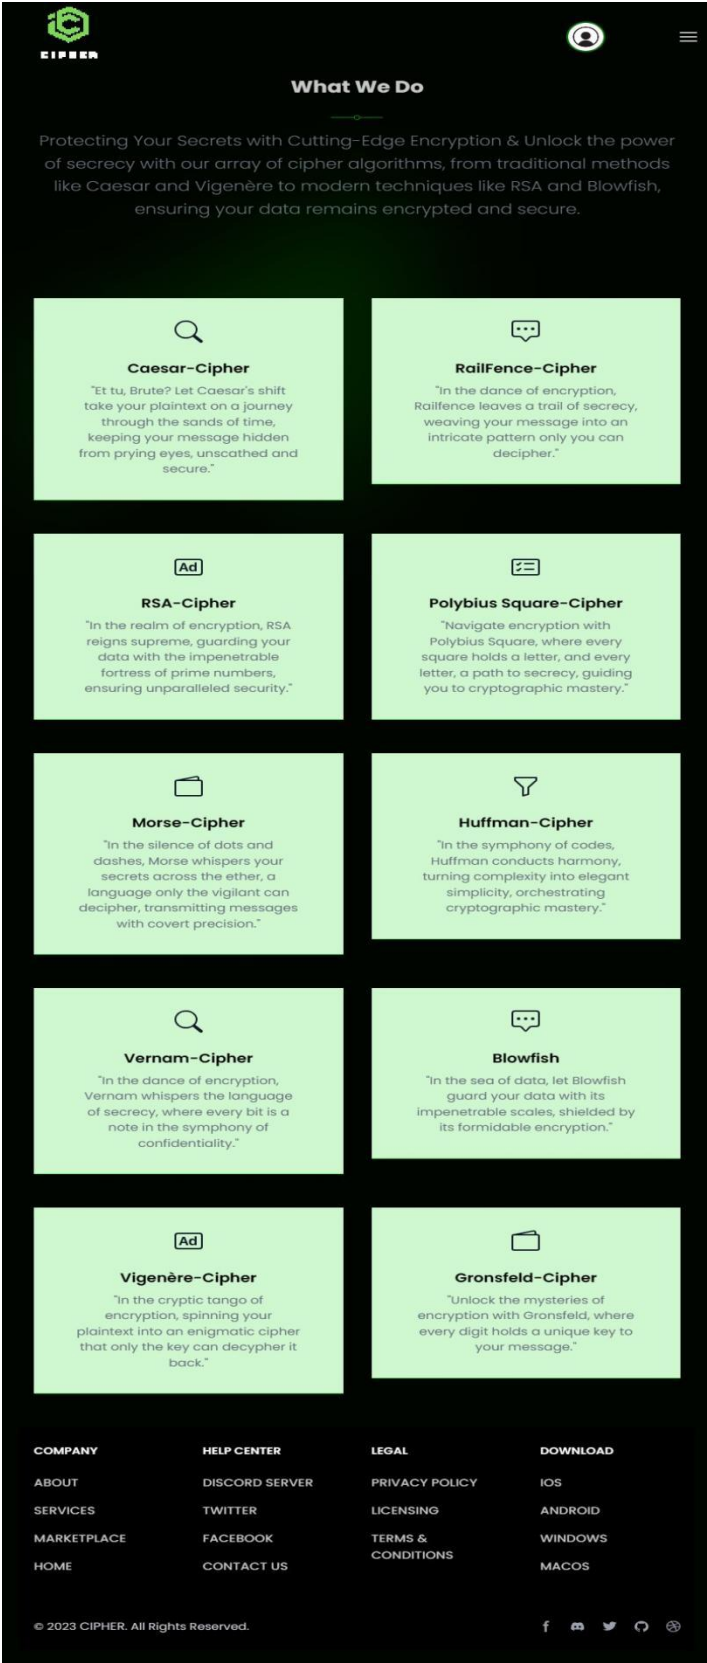 CIPHER
What We Do
Protecting Your Secrets with Cutting-Edge Encryption & Unlock the power
of secrecy with our array of cipher algorithms, from traditional methods
like Caesar and Vigenère to modern techniques like RSA and Blowfish,
ensuring your data remains encrypted and secure.
Caesar-Cipher
"Et tu, Brute? Let Caesar's shift
take your plaintext on a journey
through the sands of time,
keeping your message hidden
from prying eyes, unscathed and
secure."
RailFence-Cipher
"In the dance of encryption,
Railfence leaves a trail of secrecy,
weaving your message into an
intricate pattern only you can
decipher."
Ad
RSA-Cipher
"In the realm of encryption, RSA
reigns supreme, guarding your
data with the impenetrable
fortress of prime numbers,
ensuring unparalleled security."
Polybius Square-Cipher
"Navigate encryption with
Polybius Square, where every
square holds a letter, and every
letter, a path to secrecy, guiding
you to cryptographic mastery."
Morse-Cipher
"In the silence of dots and
dashes, Morse whispers your
secrets across the ether, a
language only the vigilant can
decipher, transmitting messages
with covert precision."
Huffman-Cipher
"In the symphony of codes,
Huffman conducts harmony,
turning complexity into elegant
simplicity, orchestrating
cryptographic mastery."
Vernam-Cipher
"In the dance of encryption,
Vernam whispers the language
of secrecy, where every bit is a
note in the symphony of
confidentiality."
Blowfish
"In the sea of data, let Blowfish
guard your data with its
impenetrable scales, shielded by
its formidable encryption."
Ad
Vigenère-Cipher
"In the cryptic tango of
encryption, spinning your
plaintext into an enigmatic cipher
that only the key can decypher it
back."
Gronsfeld-Cipher
"Unlock the mysteries of
encryption with Gronsfeld, where
every digit holds a unique key to
your message."
COMPANY
ABOUT
SERVICES
MARKETPLACE
HOME
HELP CENTER
DISCORD SERVER
TWITTER
FACEBOOK
CONTACT US
LEGAL
PRIVACY POLICY
LICENSING
TERMS &
CONDITIONS
DOWNLOAD
IOS
ANDROID
WINDOWS
MACOS
© 2023 CIPHER. All Rights Reserved.